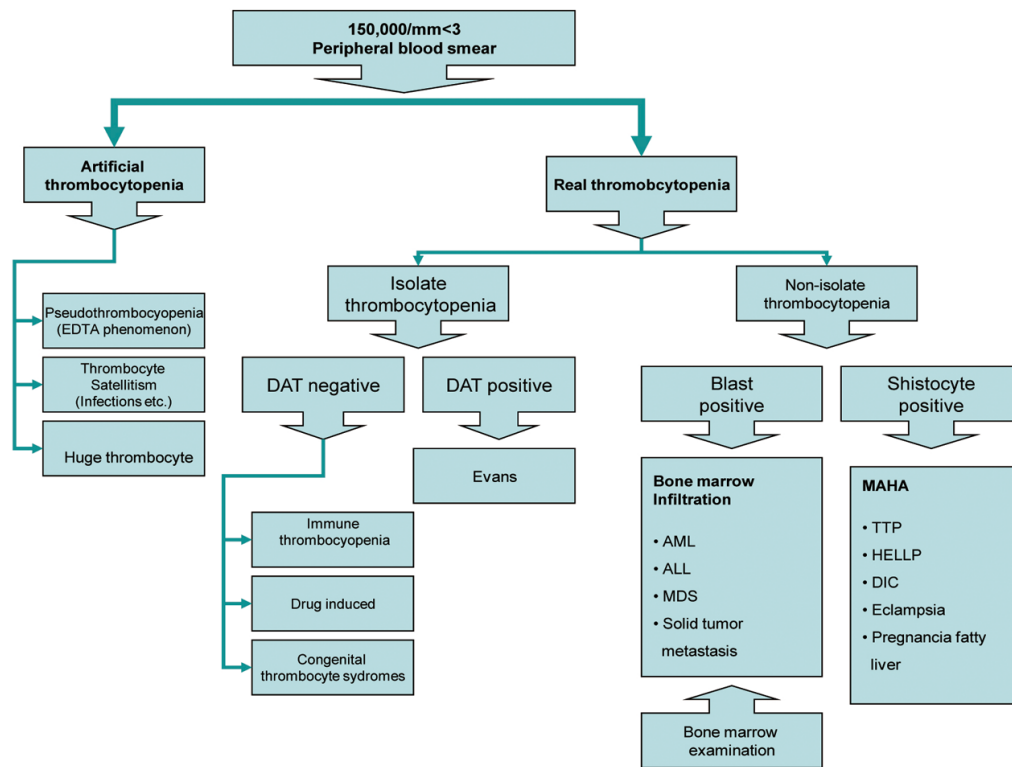 150,000/mm<3
Peripheral blood smear
Artificial
thrombocytopenia
Real thromobcytopenia
Pseudothrombocyopenia
(EDTA phenomenon)
Thrombocyte
Satellitism
(Infections etc.)
Huge thrombocyte
Isolate
thrombocytopenia
Non-isolate
thrombocytopenia
DAT negative
DAT positive
Evans
Immune
thrombocyopenia
Drug induced
Congenital
thrombocyte sydromes
Blast
positive
Shistocyte
positive
Bone marrow
Infiltration
• AML
• ALL
• MDS
• Solid tumor
metastasis
Bone marrow
examination
MAHA
• TTP
• HELLP
• DIC
• Eclampsia
• Pregnancia fatty
liver